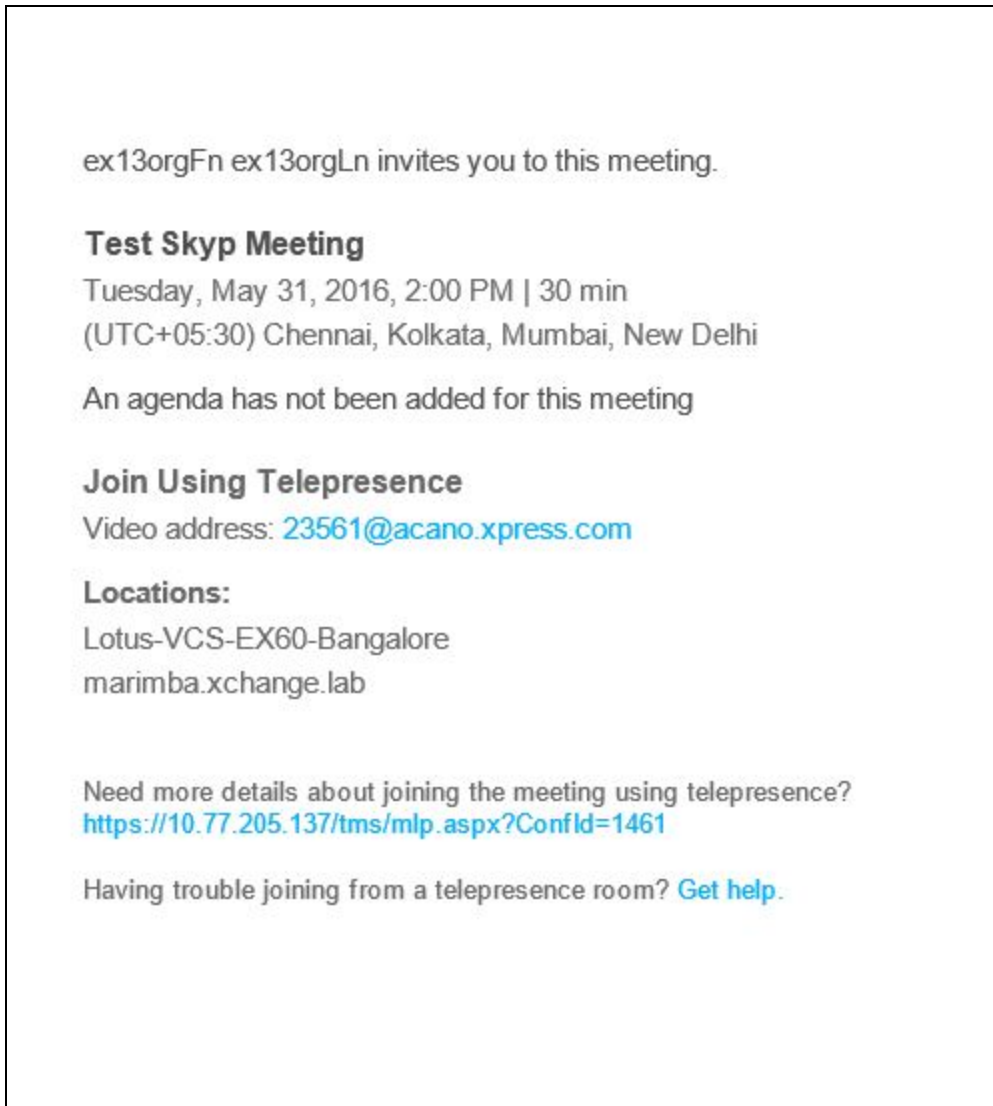 ex13orgFn ex13orgLn invites you to this meeting.
Test Skyp Meeting
Tuesday, May 31, 2016, 2:00 PM | 30 min
(UTC+05:30) Chennai, Kolkata, Mumbai, New Delhi
An agenda has not been added for this meeting
Join Using Telepresence
Video address: 23561@acano.xpress.com
Locations:
Lotus-VCS-EX60-Bangalore
marimba.xchange.lab
Need more details about joining the meeting using telepresence?
https://10.77.205.137/tms/mlp.aspx?ConfId=1461
Having trouble joining from a telepresence room? Get help.